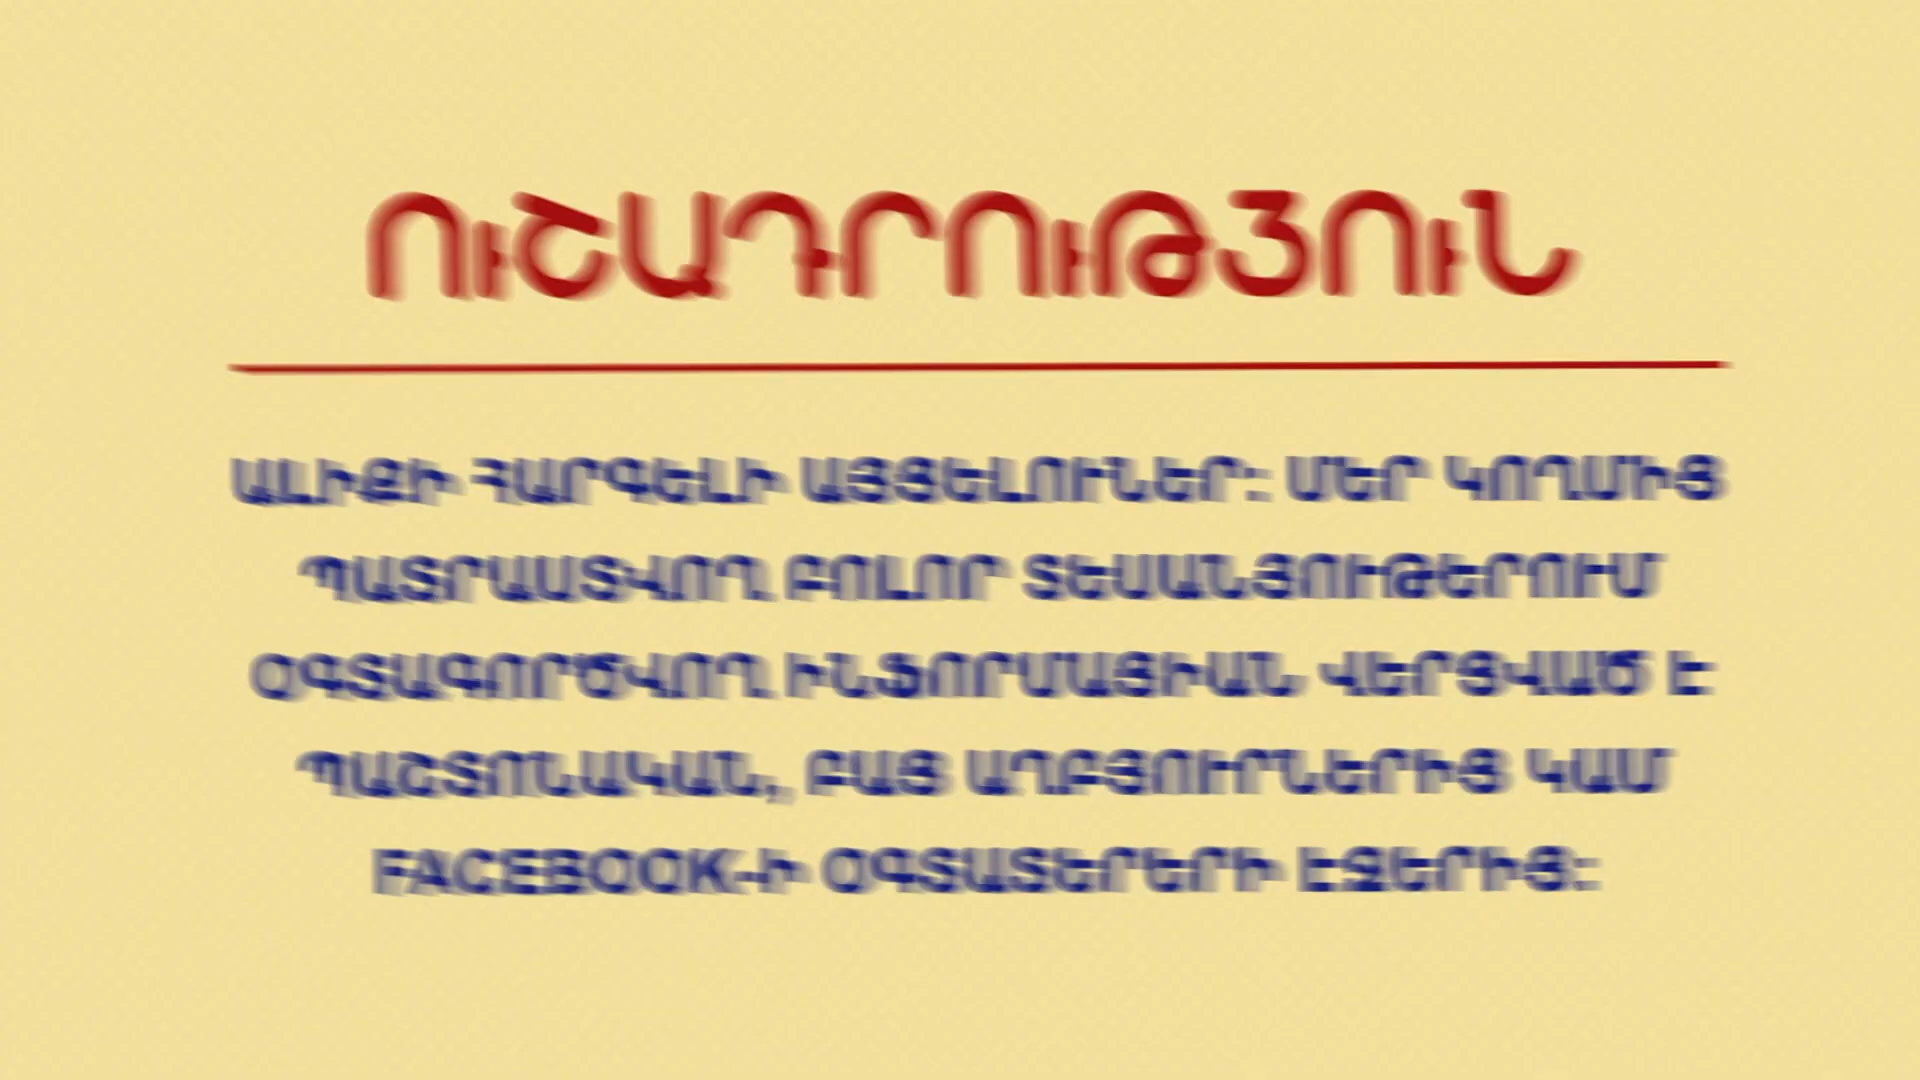 ՈՒՇԱԴՐՈՒԹՅՈՒՆ
ԱԼԻՔԻ ՀԱՐԳԵԼԻ ԱՅՑԵԼՈՒՆԵՐ: ՄԵՐ ԿՈՂՄԻՑ
ՊԱՏՐԱՍՏՎՈՂ ԲՈԼՈՐ ՏԵՍԱՆՅՈՒԹԵՐՈՒՄ
ՕԳՏԱԳՈՐԾՎՈՂ ԻՆՖՈՐՄԱՑԻԱՆ ՎԵՐՑՎԱԾ Է
ՊԱՇՏՈՆԱԿԱՆ, ԲԱՑ ԱՂԲՅՈՒՐՆԵՐԻՑ ԿԱՄ
FACEBOOK-Ի ՕԳՏԱՏԵՐԵՐԻ ԷՋԵՐԻՑ: